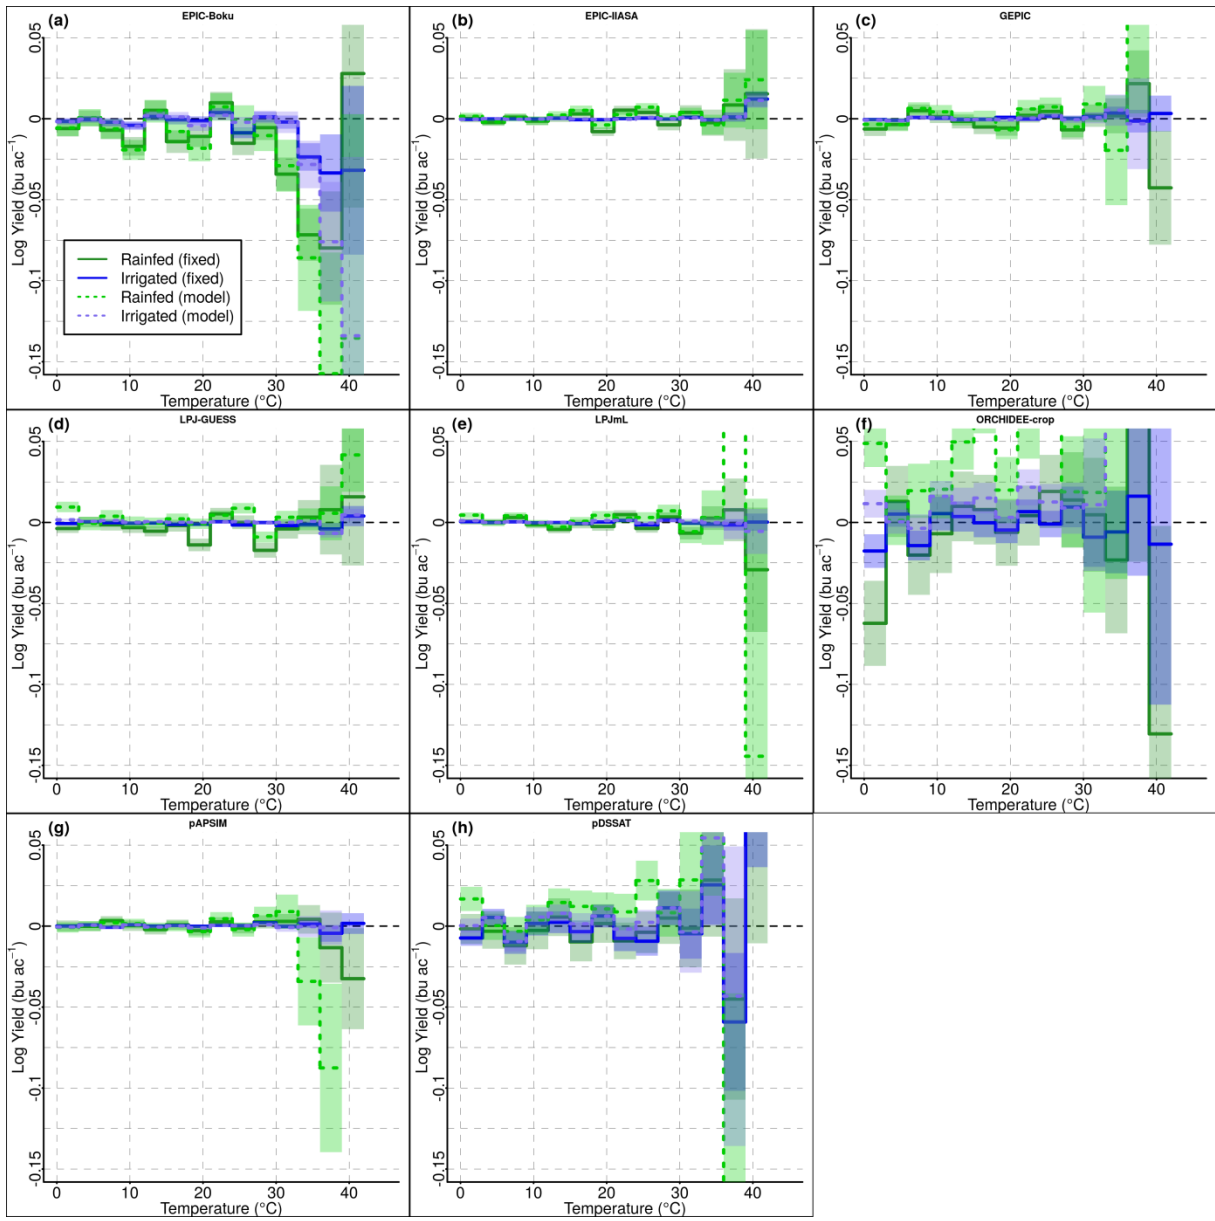 (a) EPIC-Boku
Log Yield (bu ac⁻¹)
0.05
0
-0.05
-0.1
-0.15
Rainfed (fixed)
Irrigated (fixed)
Rainfed (model)
Irrigated (model)
0 10 20 30 40
Temperature (°C)
(b) EPIC-IIASA
Log Yield (bu ac⁻¹)
0.05
0
-0.05
-0.1
-0.15
0 10 20 30 40
Temperature (°C)
(c) GEPIC
Log Yield (bu ac⁻¹)
0.05
0
-0.05
-0.1
-0.15
0 10 20 30 40
Temperature (°C)
(d) LPJ-GUESS
Log Yield (bu ac⁻¹)
0.05
0
-0.05
-0.1
-0.15
0 10 20 30 40
Temperature (°C)
(e) LPJmL
Log Yield (bu ac⁻¹)
0.05
0
-0.05
-0.1
-0.15
0 10 20 30 40
Temperature (°C)
(f) ORCHIDEE-crop
Log Yield (bu ac⁻¹)
0.05
0
-0.05
-0.1
-0.15
0 10 20 30 40
Temperature (°C)
(g) pAPSIM
Log Yield (bu ac⁻¹)
0.05
0
-0.05
-0.1
-0.15
0 10 20 30 40
Temperature (°C)
(h) pDSSAT
Log Yield (bu ac⁻¹)
0.05
0
-0.05
-0.1
-0.15
0 10 20 30 40
Temperature (°C)